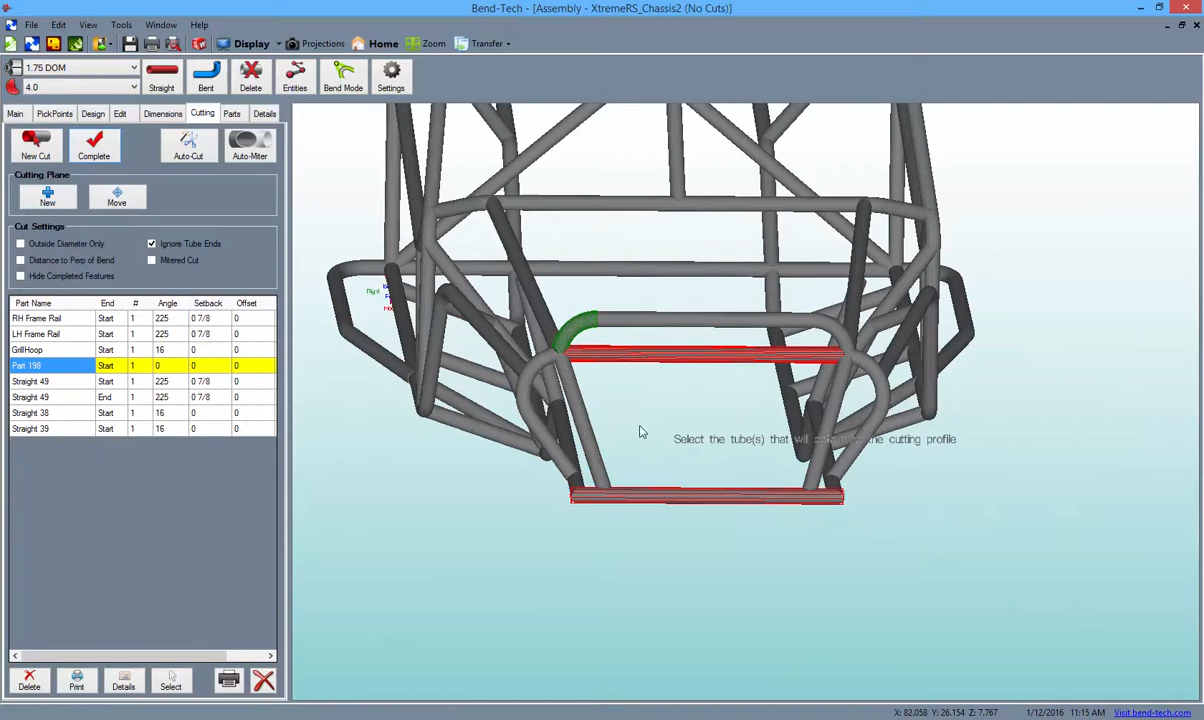 Bend-Tech - [Assembly - XtremeRS_Chassis2 (No Cuts)]
File Edit View Tools Window Help
Display Projections Home Zoom Transfer
1.75 DOM
4.0
Straight Bent Delete Entities Bend Mode Settings
Main PickPoints Design Edit Dimensions Cutting Parts Details
New Cut Complete Auto-Cut Auto-Miter
Cutting Plane
New Move
Cut Settings
Outside Diameter Only Ignore Tube Ends
Distance to Perp of Bend Mitered Cut
Hide Completed Features
Part Name End # Angle Setback Offset
RH Frame Rail Start 1 225 0 7/8 0
LH Frame Rail Start 1 225 0 7/8 0
GrillHoop Start 1 16 0 0
Part 198 Start 1 0 0 0
Straight 49 Start 1 225 0 7/8 0
Straight 49 End 1 225 0 7/8 0
Straight 38 Start 1 16 0 0
Straight 39 Start 1 16 0 0
Right
Select the tube(s) that will the cutting profile
Delete Print Details Select
X: 82.058 Y: 26.154 Z: 7.767 1/12/2016 11:15 AM Visit bend-tech.com